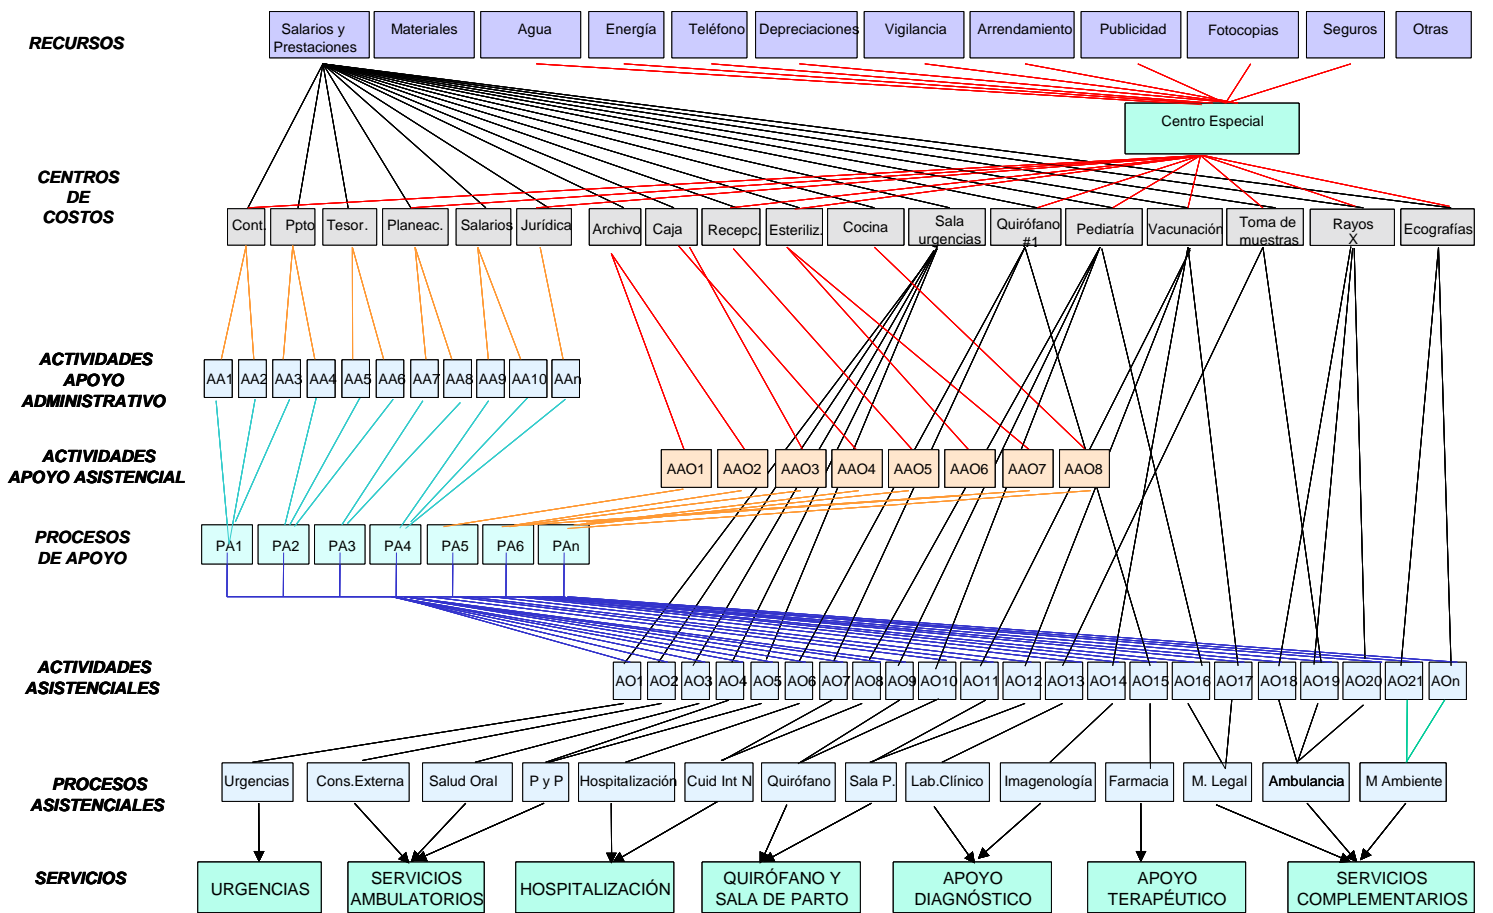 RECURSOS
Salarios y
Prestaciones
Materiales
Agua
Energía
Teléfono
Depreciaciones
Vigilancia
Arrendamiento
Publicidad
Fotocopias
Seguros
Otras
Centro Especial
CENTROS
DE
COSTOS
Cont.
Ppto
Tesor.
Planeac.
Salarios
Jurídica
Archivo
Caja
Recepc.
Esteriliz.
Cocina
Sala
urgencias
Quirófano
#1
Pediatría
Vacunación
Toma de
muestras
Rayos
X
Ecografías
ACTIVIDADES
APOYO
ADMINISTRATIVO
AA1
AA2
AA3
AA4
AA5
AA6
AA7
AA8
AA9
AA10
AAn
ACTIVIDADES
APOYO ASISTENCIAL
AAO1
AAO2
AAO3
AAO4
AAO5
AAO6
AAO7
AAO8
PROCESOS
DE APOYO
PA1
PA2
PA3
PA4
PA5
PA6
PAn
ACTIVIDADES
ASISTENCIALES
AO1
AO2
AO3
AO4
AO5
AO6
AO7
AO8
AO9
AO10
AO11
AO12
AO13
AO14
AO15
AO16
AO17
AO18
AO19
AO20
AO21
AOn
PROCESOS
ASISTENCIALES
Urgencias
Cons.Externa
Salud Oral
P y P
Hospitalización
Cuid Int N
Quirófano
Sala P.
Lab.Clínico
Imagenología
Farmacia
M. Legal
Ambulancia
M Ambiente
SERVICIOS
URGENCIAS
SERVICIOS
AMBULATORIOS
HOSPITALIZACIÓN
QUIRÓFANO Y
SALA DE PARTO
APOYO
DIAGNÓSTICO
APOYO
TERAPÉUTICO
SERVICIOS
COMPLEMENTARIOS